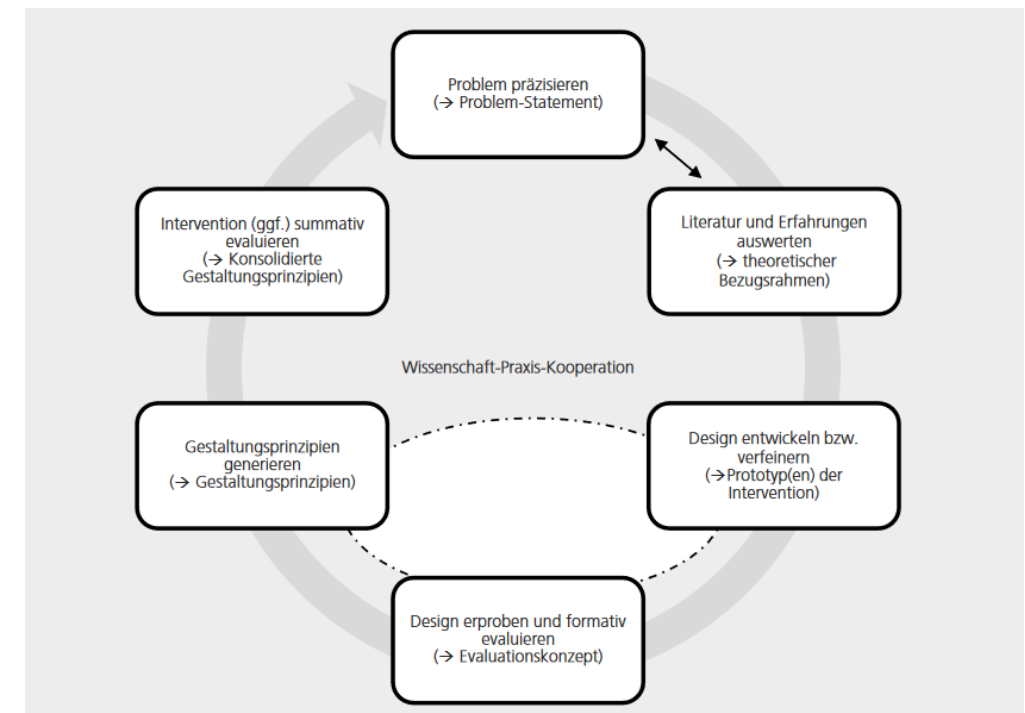 Problem präzisieren
(→ Problem-Statement)
Literatur und Erfahrungen
auswerten
(→ theoretischer
Bezugsrahmen)
Design entwickeln bzw.
verfeinern
(→Prototyp(en) der
Intervention)
Design erproben und formativ
evaluieren
(→ Evaluationskonzept)
Gestaltungsprinzipien
generieren
(→ Gestaltungsprinzipien)
Intervention (ggf.) summativ
evaluieren
(→ Konsolidierte
Gestaltungsprinzipien)
Wissenschaft-Praxis-Kooperation